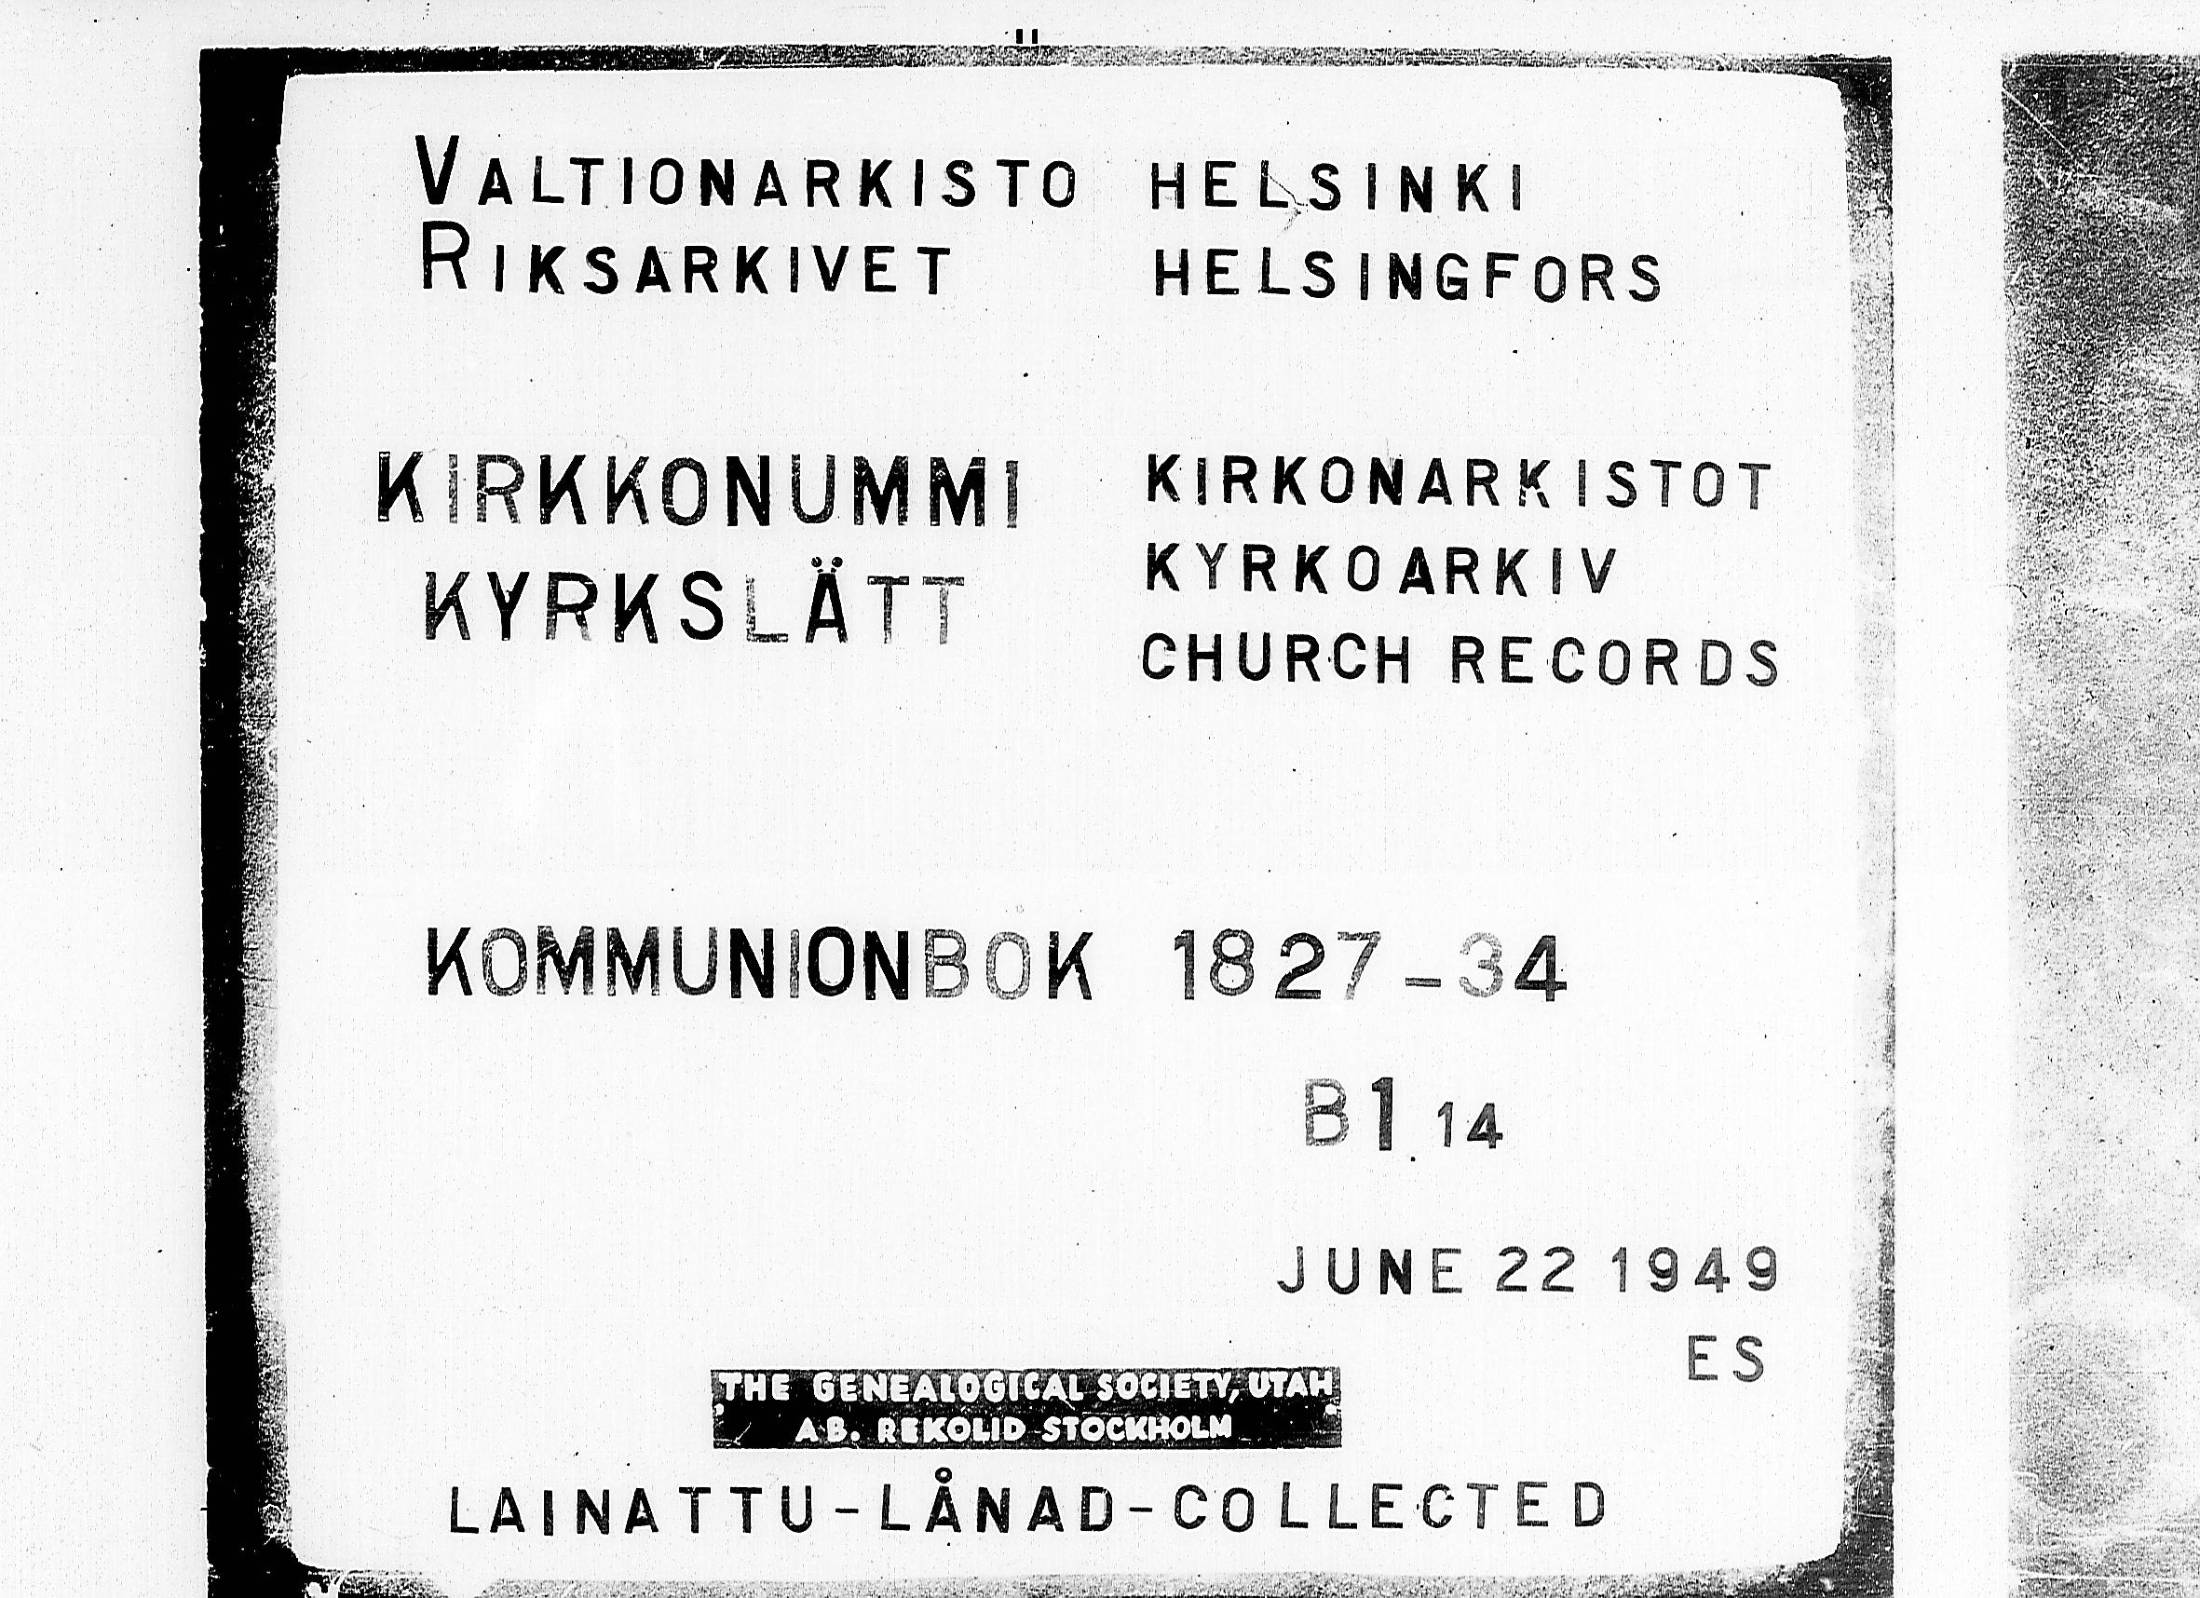 VALTIONARKISTO HELSINKI
RIKSARKIVET HELSINGFORS
KIRKKONUMMI
KYRKSLÄTT
KIRKONARKISTOT
KYRKOARKIV
CHURCH RECORDS
KOMMUNIONBOK 1827-34
B1 14
JUNE 22 1949
ES
THE GENEALOGICAL SOCIETY, UTAH
AB. REKOLID STOCKHOLM
LAINATTU-LÅNAD-COLLECTED